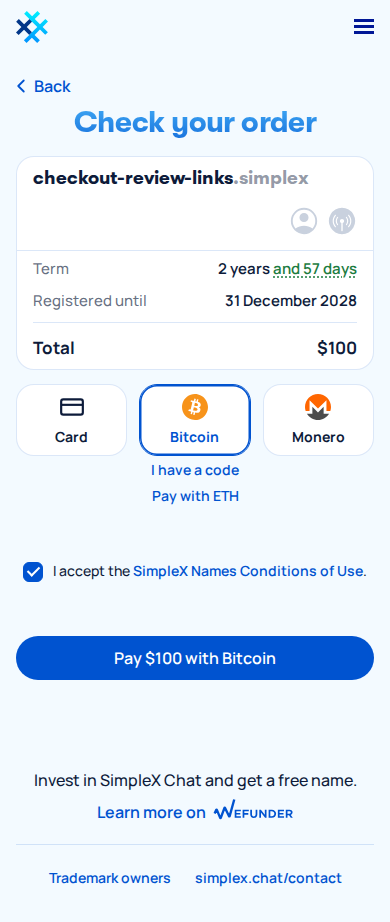 Back
Check your order
checkout-review-links.simplex
Term 2 years and 57 days
Registered until 31 December 2028
Total $100
Card Bitcoin Monero
I have a code
Pay with ETH
I accept the SimpleX Names Conditions of Use.
Pay $100 with Bitcoin
Invest in SimpleX Chat and get a free name.
Learn more on WEFUNDER
Trademark owners simplex.chat/contact